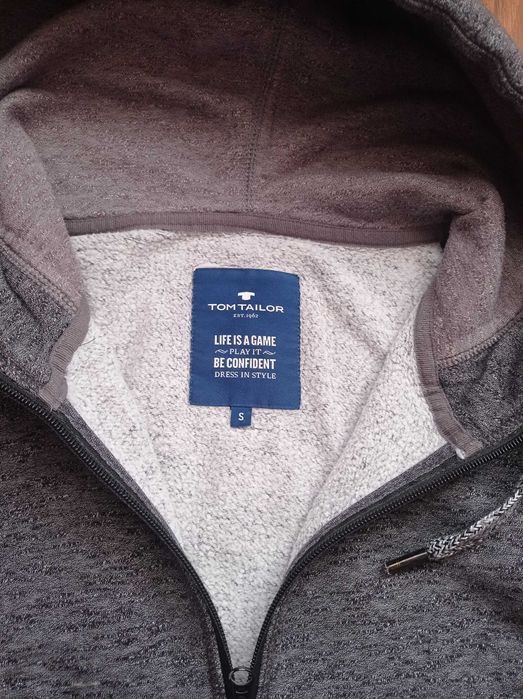 TOM TAILOR
EST. 1962
LIFE IS A GAME
PLAY IT
BE CONFIDENT
DRESS IN STYLE
S